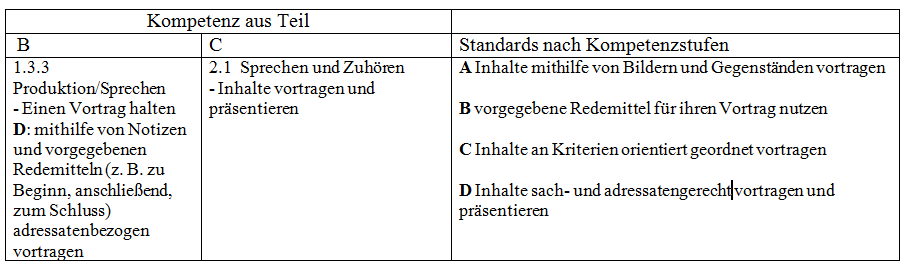 Kompetenz aus Teil
B
C
Standards nach Kompetenzstufen
1.3.3
Produktion/Sprechen
- Einen Vortrag halten
D: mithilfe von Notizen
und vorgegebenen
Redemitteln (z. B. zu
Beginn, anschließend,
zum Schluss)
adressatenbezogen
vortragen
2.1 Sprechen und Zuhören
- Inhalte vortragen und
präsentieren
A Inhalte mithilfe von Bildern und Gegenständen vortragen
B vorgegebene Redemittel für ihren Vortrag nutzen
C Inhalte an Kriterien orientiert geordnet vortragen
D Inhalte sach- und adressatengerecht vortragen und
präsentieren